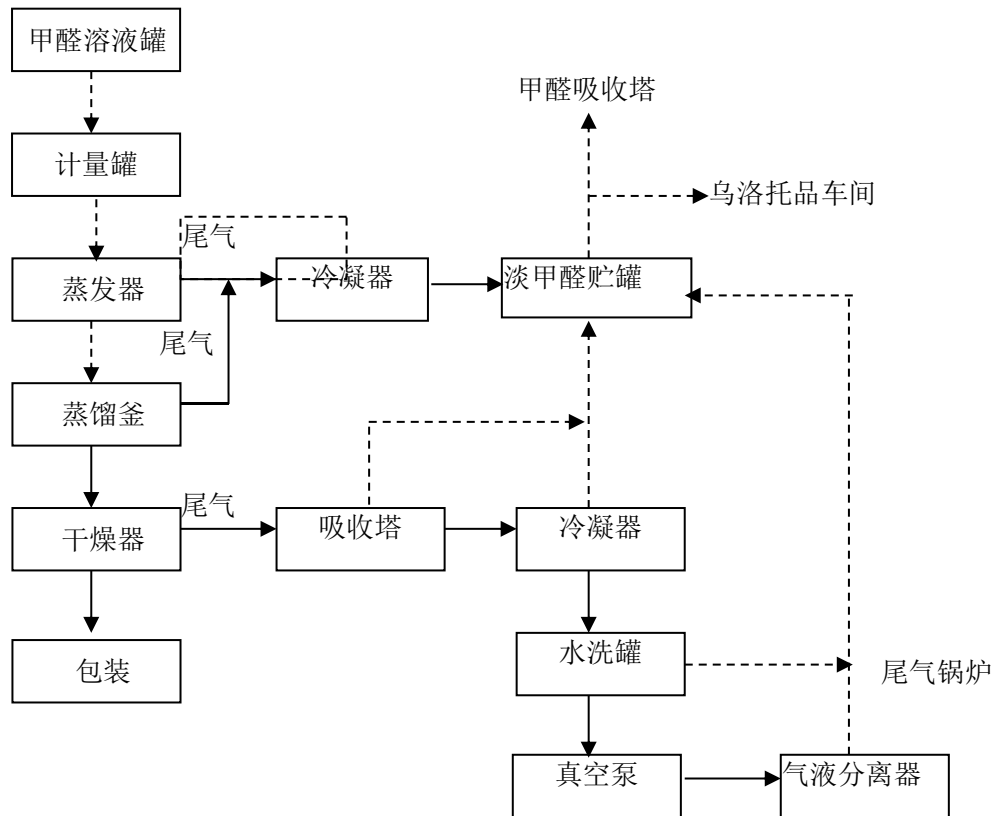 甲醛溶液罐
甲醛吸收塔
计量罐
乌洛托品车间
尾气
蒸发器
冷凝器
淡甲醛贮罐
尾气
蒸馏釜
尾气
干燥器
吸收塔
冷凝器
包装
水洗罐
尾气锅炉
真空泵
气液分离器